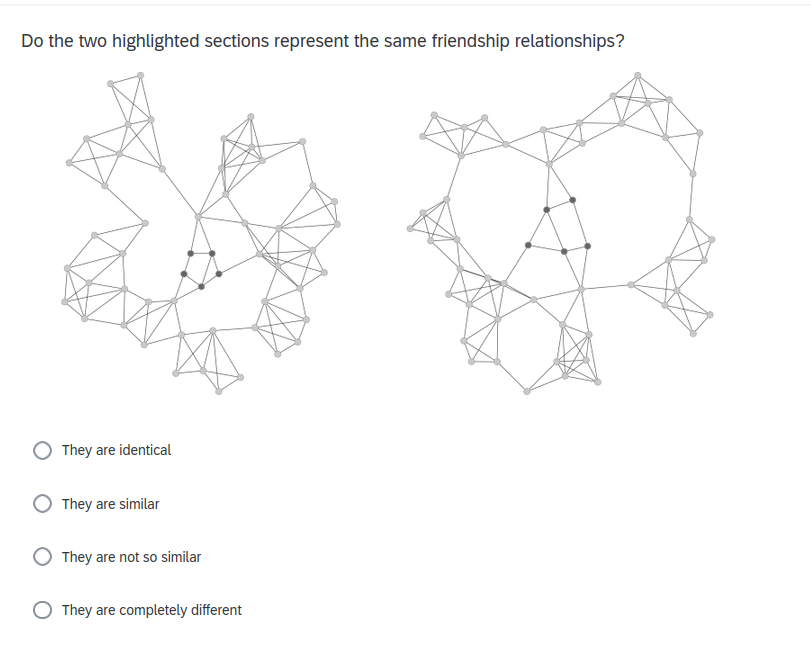 Do the two highlighted sections represent the same friendship relationships?
They are identical
They are similar
They are not so similar
They are completely different